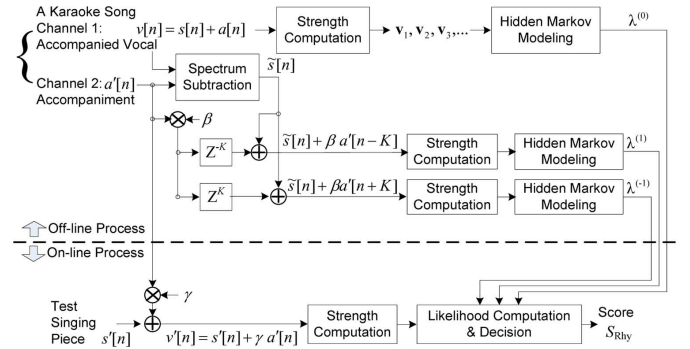 A Karaoke Song
Channel 1: v[n] = s[n] + a[n]
Accompanied Vocal
Strength Computation
v₁, v₂, v₃,...
Hidden Markov Modeling
λ⁽⁰⁾
Channel 2: a′[n]
Accompaniment
Spectrum Subtraction
s̃[n]
β
Z⁻ᴷ
s̃[n] + β a′[n − K]
Strength Computation
Hidden Markov Modeling
λ⁽¹⁾
Zᴷ
s̃[n] + βa′[n + K]
Strength Computation
Hidden Markov Modeling
λ⁽⁻¹⁾
Off-line Process
On-line Process
γ
Test Singing Piece
s′[n]
v′[n] = s′[n] + γ a′[n]
Strength Computation
Likelihood Computation & Decision
Score
S_Rhy